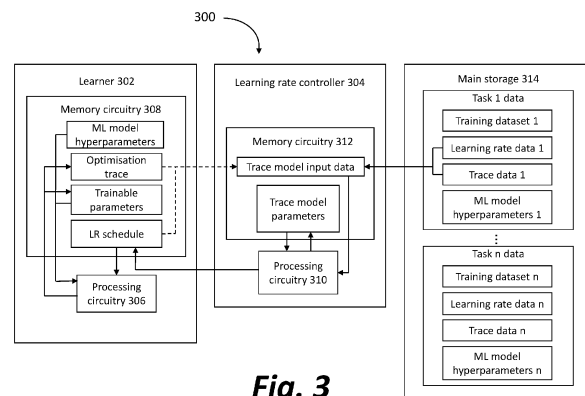 300
Learner 302
Memory circuitry 308
ML model
hyperparameters
Optimisation
trace
Trainable
parameters
LR schedule
Processing
circuitry 306
Learning rate controller 304
Memory circuitry 312
Trace model input data
Trace model
parameters
Processing
circuitry 310
Main storage 314
Task 1 data
Training dataset 1
Learning rate data 1
Trace data 1
ML model
hyperparameters 1
⋮
Task n data
Training dataset n
Learning rate data n
Trace data n
ML model
hyperparameters n
Fig. 3